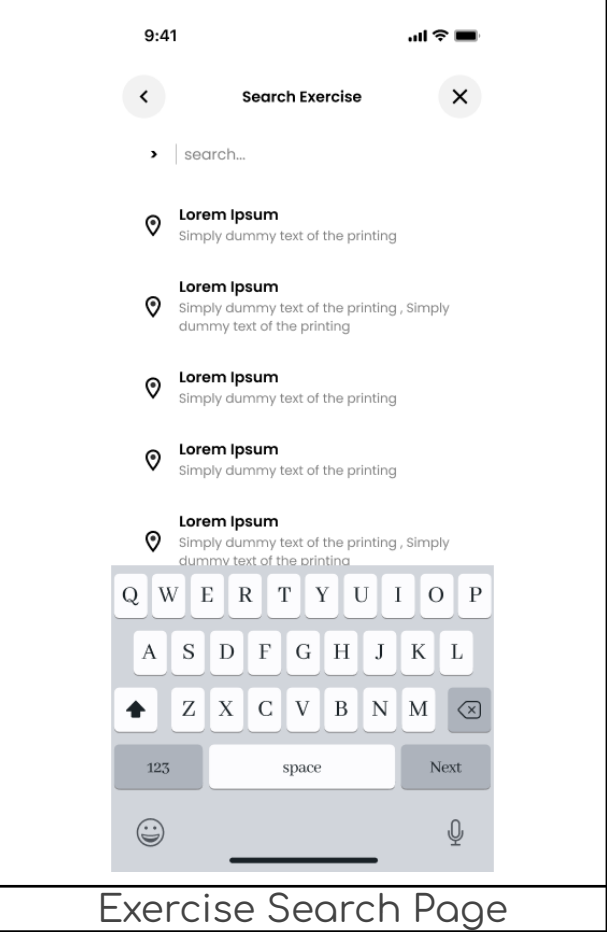 9:41
Search Exercise
search...
Lorem Ipsum
Simply dummy text of the printing
Lorem Ipsum
Simply dummy text of the printing , Simply
dummy text of the printing
Lorem Ipsum
Simply dummy text of the printing
Lorem Ipsum
Simply dummy text of the printing
Lorem Ipsum
Simply dummy text of the printing , Simply
dummy text of the printing
Q W E R T Y U I O P
A S D F G H J K L
Z X C V B N M
123 space Next
Exercise Search Page